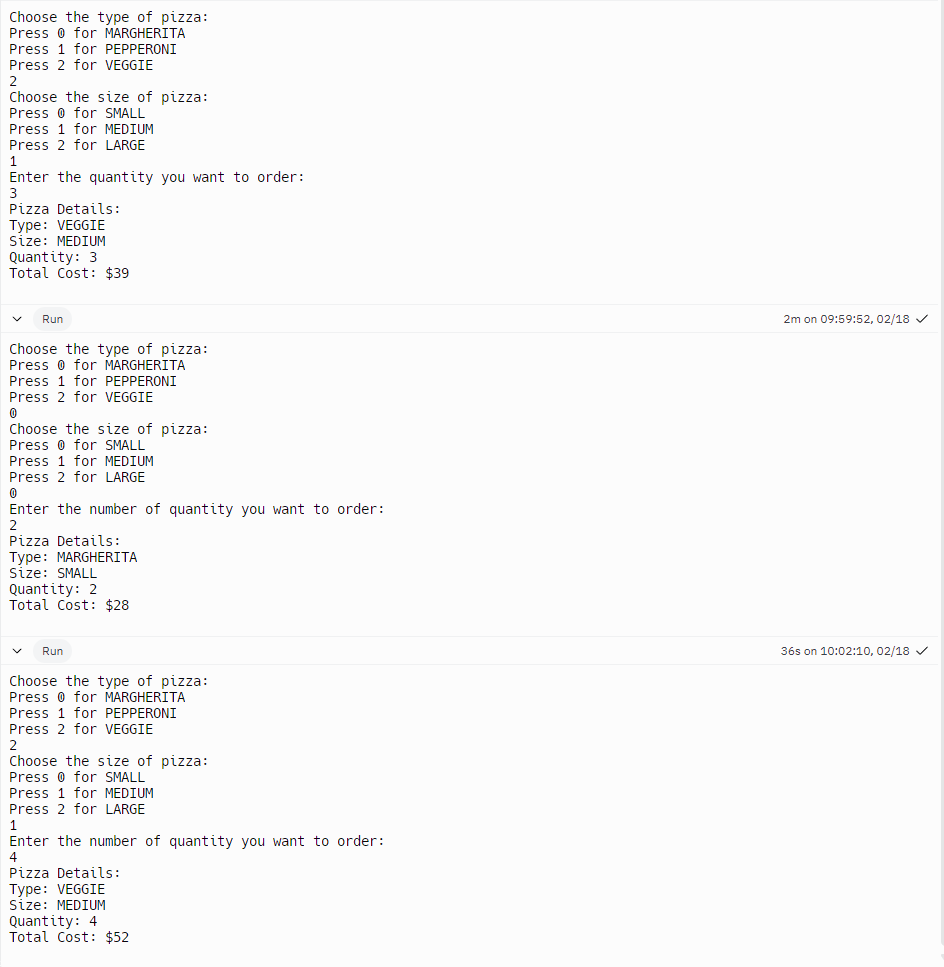 Choose the type of pizza:
Press 0 for MARGHERITA
Press 1 for PEPPERONI
Press 2 for VEGGIE
2
Choose the size of pizza:
Press 0 for SMALL
Press 1 for MEDIUM
Press 2 for LARGE
1
Enter the quantity you want to order:
3
Pizza Details:
Type: VEGGIE
Size: MEDIUM
Quantity: 3
Total Cost: $39
Run 2m on 09:59:52, 02/18
Choose the type of pizza:
Press 0 for MARGHERITA
Press 1 for PEPPERONI
Press 2 for VEGGIE
0
Choose the size of pizza:
Press 0 for SMALL
Press 1 for MEDIUM
Press 2 for LARGE
0
Enter the number of quantity you want to order:
2
Pizza Details:
Type: MARGHERITA
Size: SMALL
Quantity: 2
Total Cost: $28
Run 36s on 10:02:10, 02/18
Choose the type of pizza:
Press 0 for MARGHERITA
Press 1 for PEPPERONI
Press 2 for VEGGIE
2
Choose the size of pizza:
Press 0 for SMALL
Press 1 for MEDIUM
Press 2 for LARGE
1
Enter the number of quantity you want to order:
4
Pizza Details:
Type: VEGGIE
Size: MEDIUM
Quantity: 4
Total Cost: $52